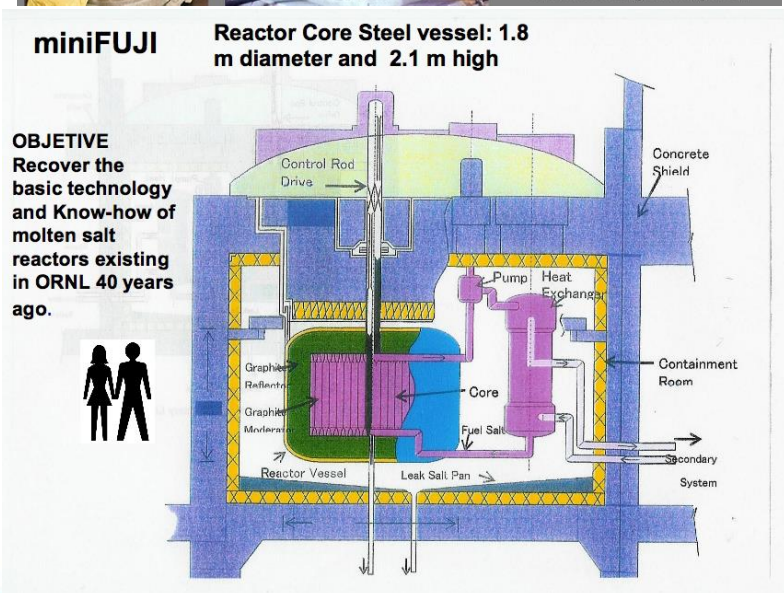 miniFUJI
Reactor Core Steel vessel: 1.8
m diameter and 2.1 m high
OBJETIVE
Recover the
basic technology
and Know-how of
molten salt
reactors existing
in ORNL 40 years
ago.
Control Rod
Drive
Concrete
Shield
Pump
Heat
Exchanger
Containment
Room
Graphite
Reflector
Graphite
Moderator
Core
Fuel Salt
Reactor Vessel
Leak Salt Pan
Secondary
System